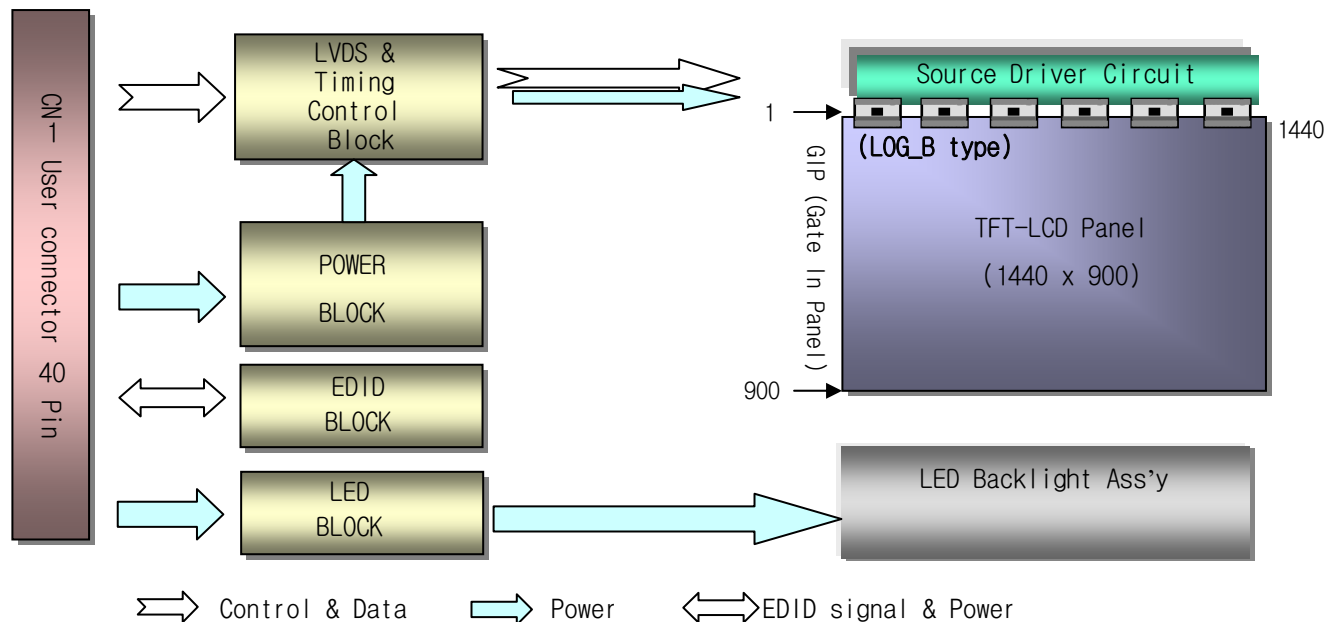 CN1 User connector 40 Pin
LVDS &
Timing
Control
Block
POWER
BLOCK
EDID
BLOCK
LED
BLOCK
Source Driver Circuit
1
1440
(LOG_B type)
GIP (Gate In Panel)
TFT-LCD Panel
(1440 x 900)
900
LED Backlight Ass’y
Control & Data
Power
EDID signal & Power